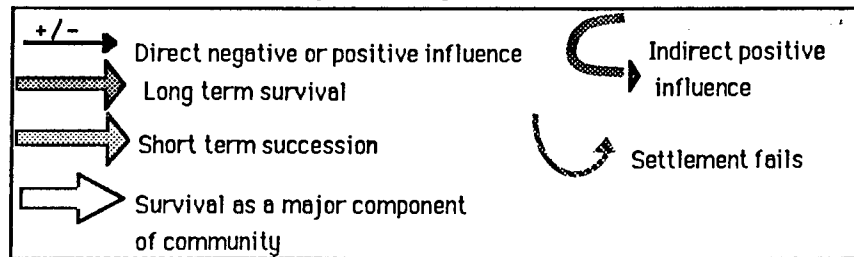 +/-
Direct negative or positive influence
Long term survival
Short term succession
Survival as a major component
of community
Indirect positive
influence
Settlement fails